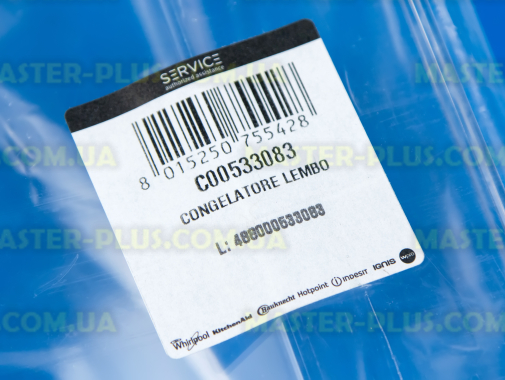 SERVICE
authorized assistance
8 015250 755428
C00533083
CONGELATORE LEMBO
L: 488000533083
Whirlpool KitchenAid Bauknecht Hotpoint indesit IGNIS
MASTER-PLUS.COM.UA